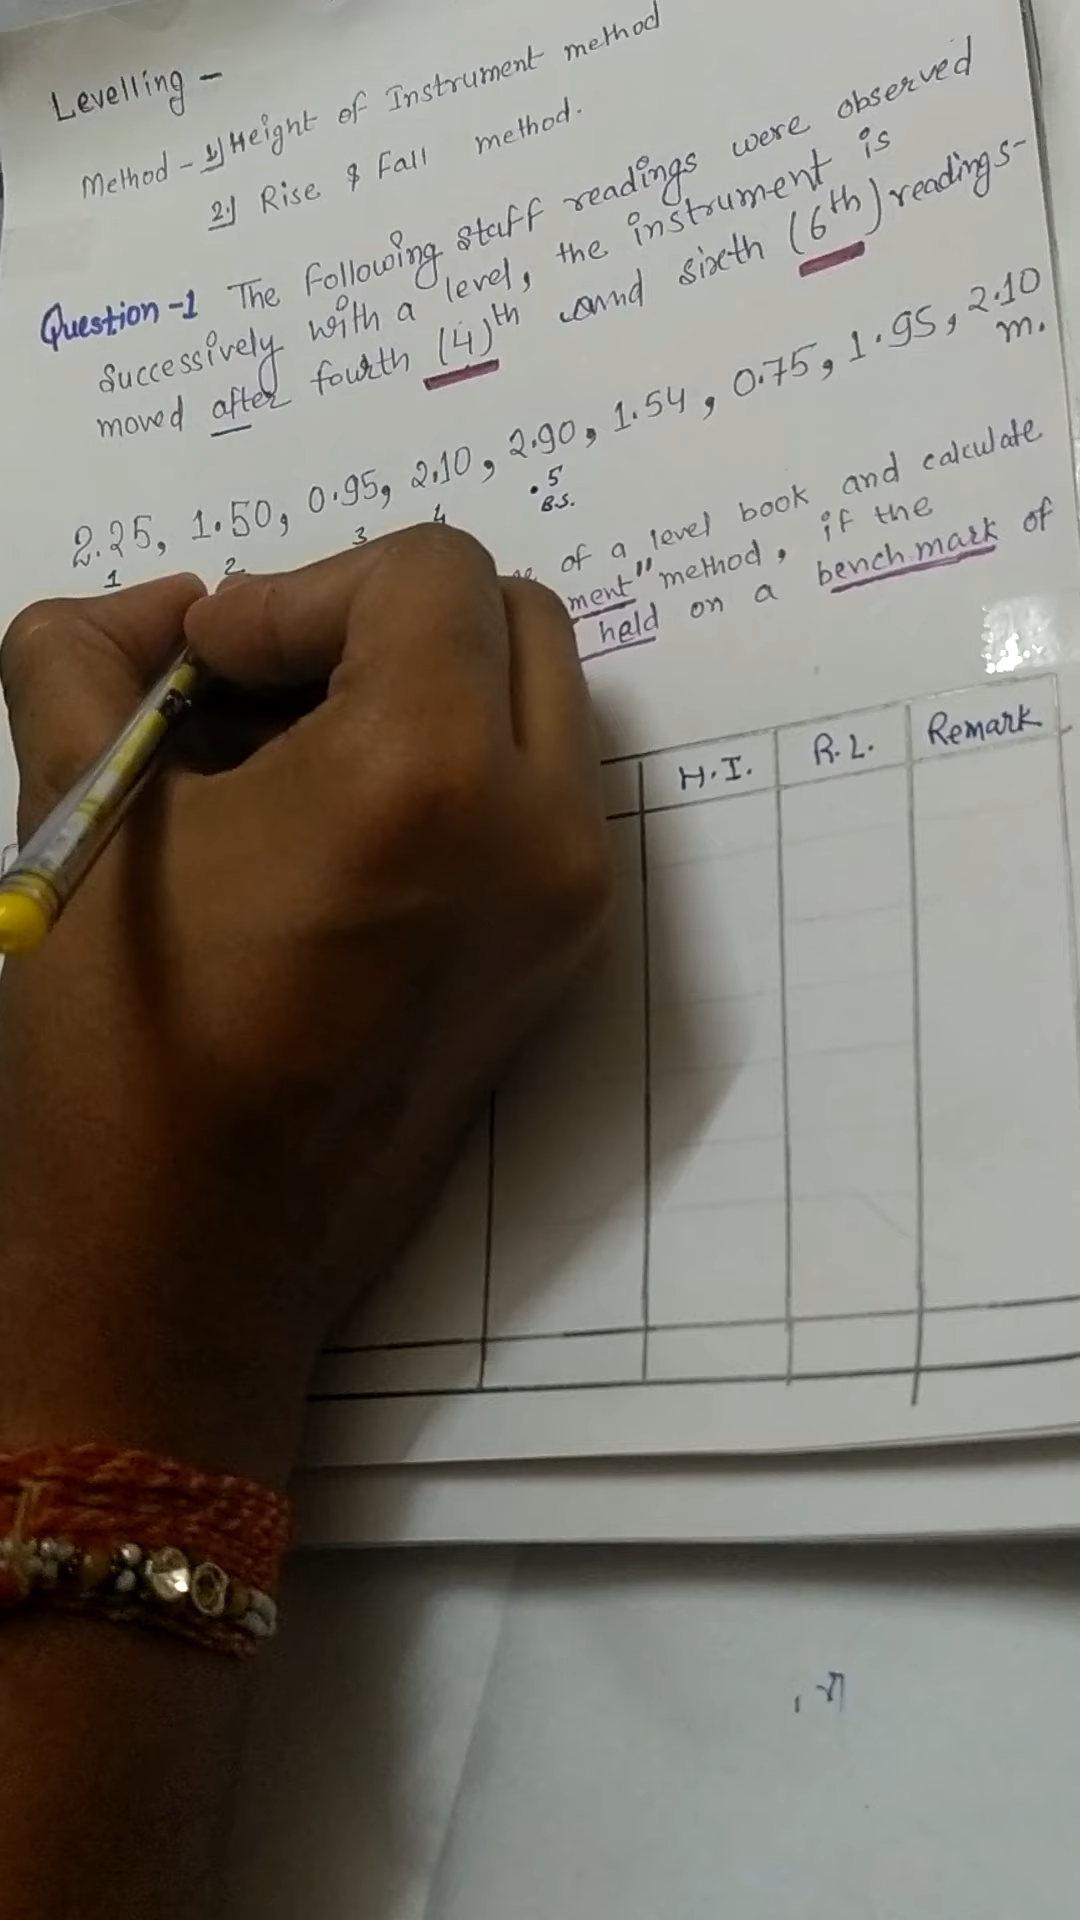 Levelling -
Method - 1) Height of Instrument method
2) Rise & Fall method.
Question-1 The following staff readings were observed
successively with a level, the instrument is
moved after fourth (4)th and sixth (6th) readings-
2.25, 1.50, 0.95, 2.10, 2.90, 1.54, 0.75, 1.95, 2.10 m.
1 2 3 4 .5
B.S.
of a level book and calculate
ment" method, if the
held on a benchmark of
H.I. R.L. Remark